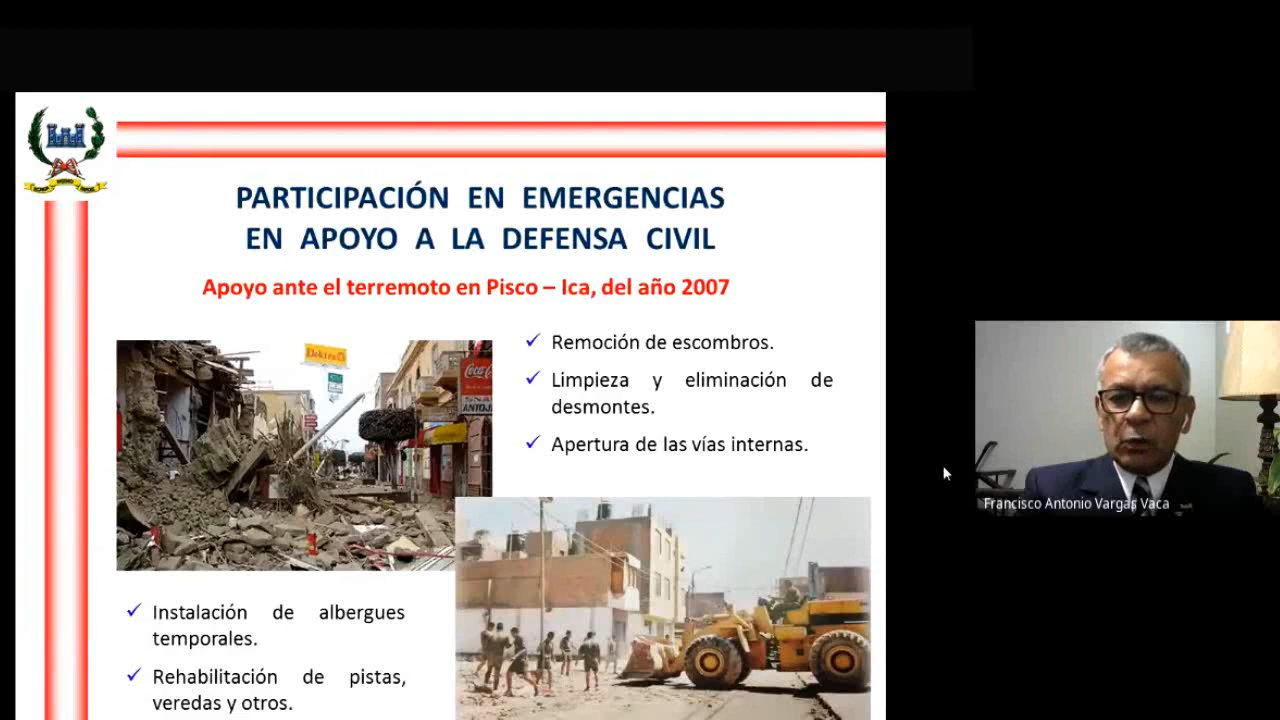 PARTICIPACIÓN EN EMERGENCIAS
EN APOYO A LA DEFENSA CIVIL
Apoyo ante el terremoto en Pisco – Ica, del año 2007
Remoción de escombros.
Limpieza y eliminación de
desmontes.
Apertura de las vías internas.
Instalación de albergues
temporales.
Rehabilitación de pistas,
veredas y otros.
Francisco Antonio Vargas Vaca